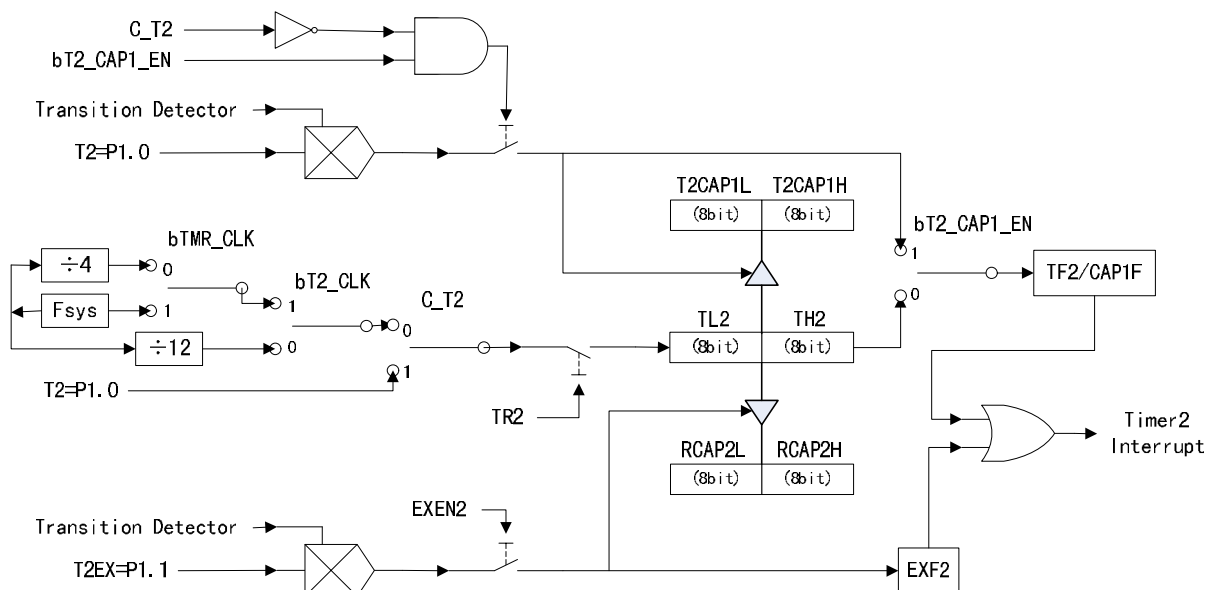 C_T2
bT2_CAP1_EN
Transition Detector
T2=P1.0
T2CAP1L T2CAP1H
(8bit) (8bit)
bT2_CAP1_EN
1
0
TF2/CAP1F
bTMR_CLK
÷4
0
Fsys
1
÷12
bT2_CLK
1
0
C_T2
0
1
T2=P1.0
TR2
TL2 TH2
(8bit) (8bit)
RCAP2L RCAP2H
(8bit) (8bit)
Timer2
Interrupt
EXEN2
Transition Detector
T2EX=P1.1
EXF2